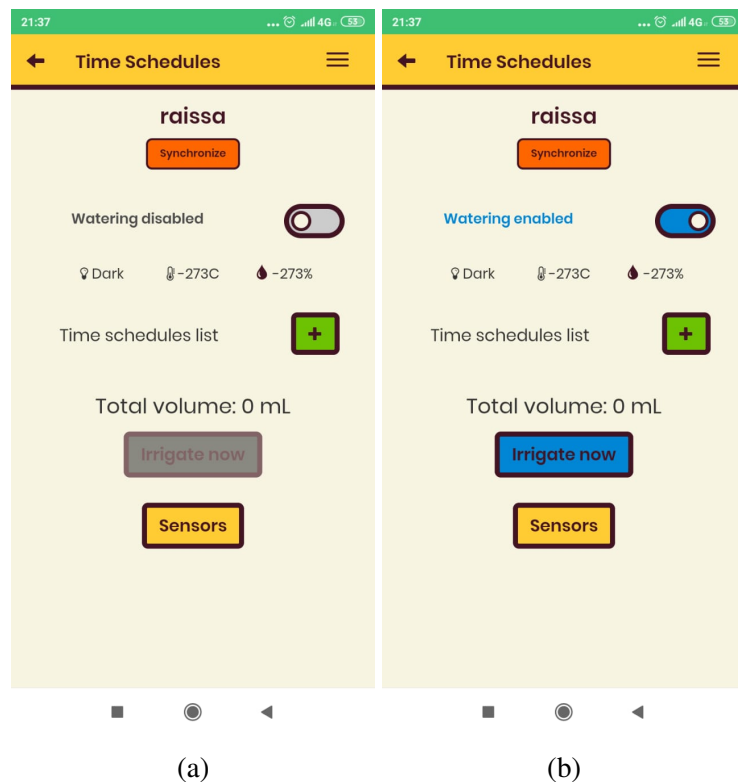 21:37 ... 4G 53
Time Schedules
raissa
Synchronize
Watering disabled
Dark -273C -273%
Time schedules list +
Total volume: 0 mL
Irrigate now
Sensors
(a)
21:37 ... 4G 53
Time Schedules
raissa
Synchronize
Watering enabled
Dark -273C -273%
Time schedules list +
Total volume: 0 mL
Irrigate now
Sensors
(b)